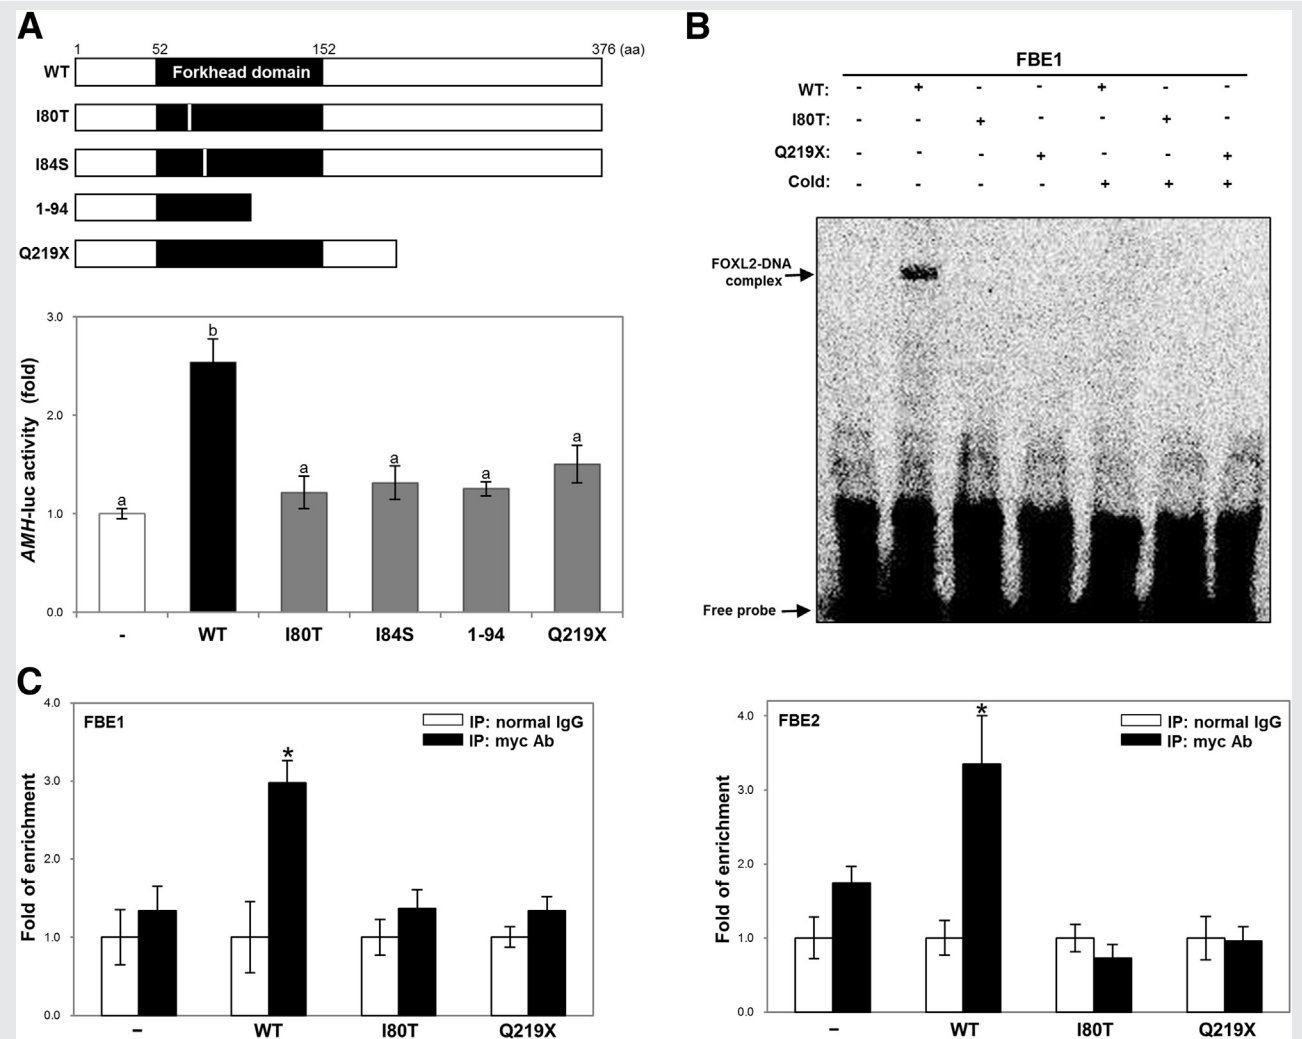 A
1 52 152 376 (aa)
WT Forkhead domain
I80T
I84S
1-94
Q219X
AMH-luc activity (fold)
3.0
2.0
1.0
0.0
a
b
a
a
a
a
- WT I80T I84S 1-94 Q219X
B
FBE1
WT: - + - - + - -
I80T: - - + - - + -
Q219X: - - - + - - +
Cold: - - - - + + +
FOXL2-DNA
complex
Free probe
C
FBE1
IP: normal IgG
IP: myc Ab
Fold of enrichment
4.0
3.0
2.0
1.0
0.0
*
– WT I80T Q219X
FBE2
IP: normal IgG
IP: myc Ab
Fold of enrichment
4.0
3.0
2.0
1.0
0.0
*
– WT I80T Q219X